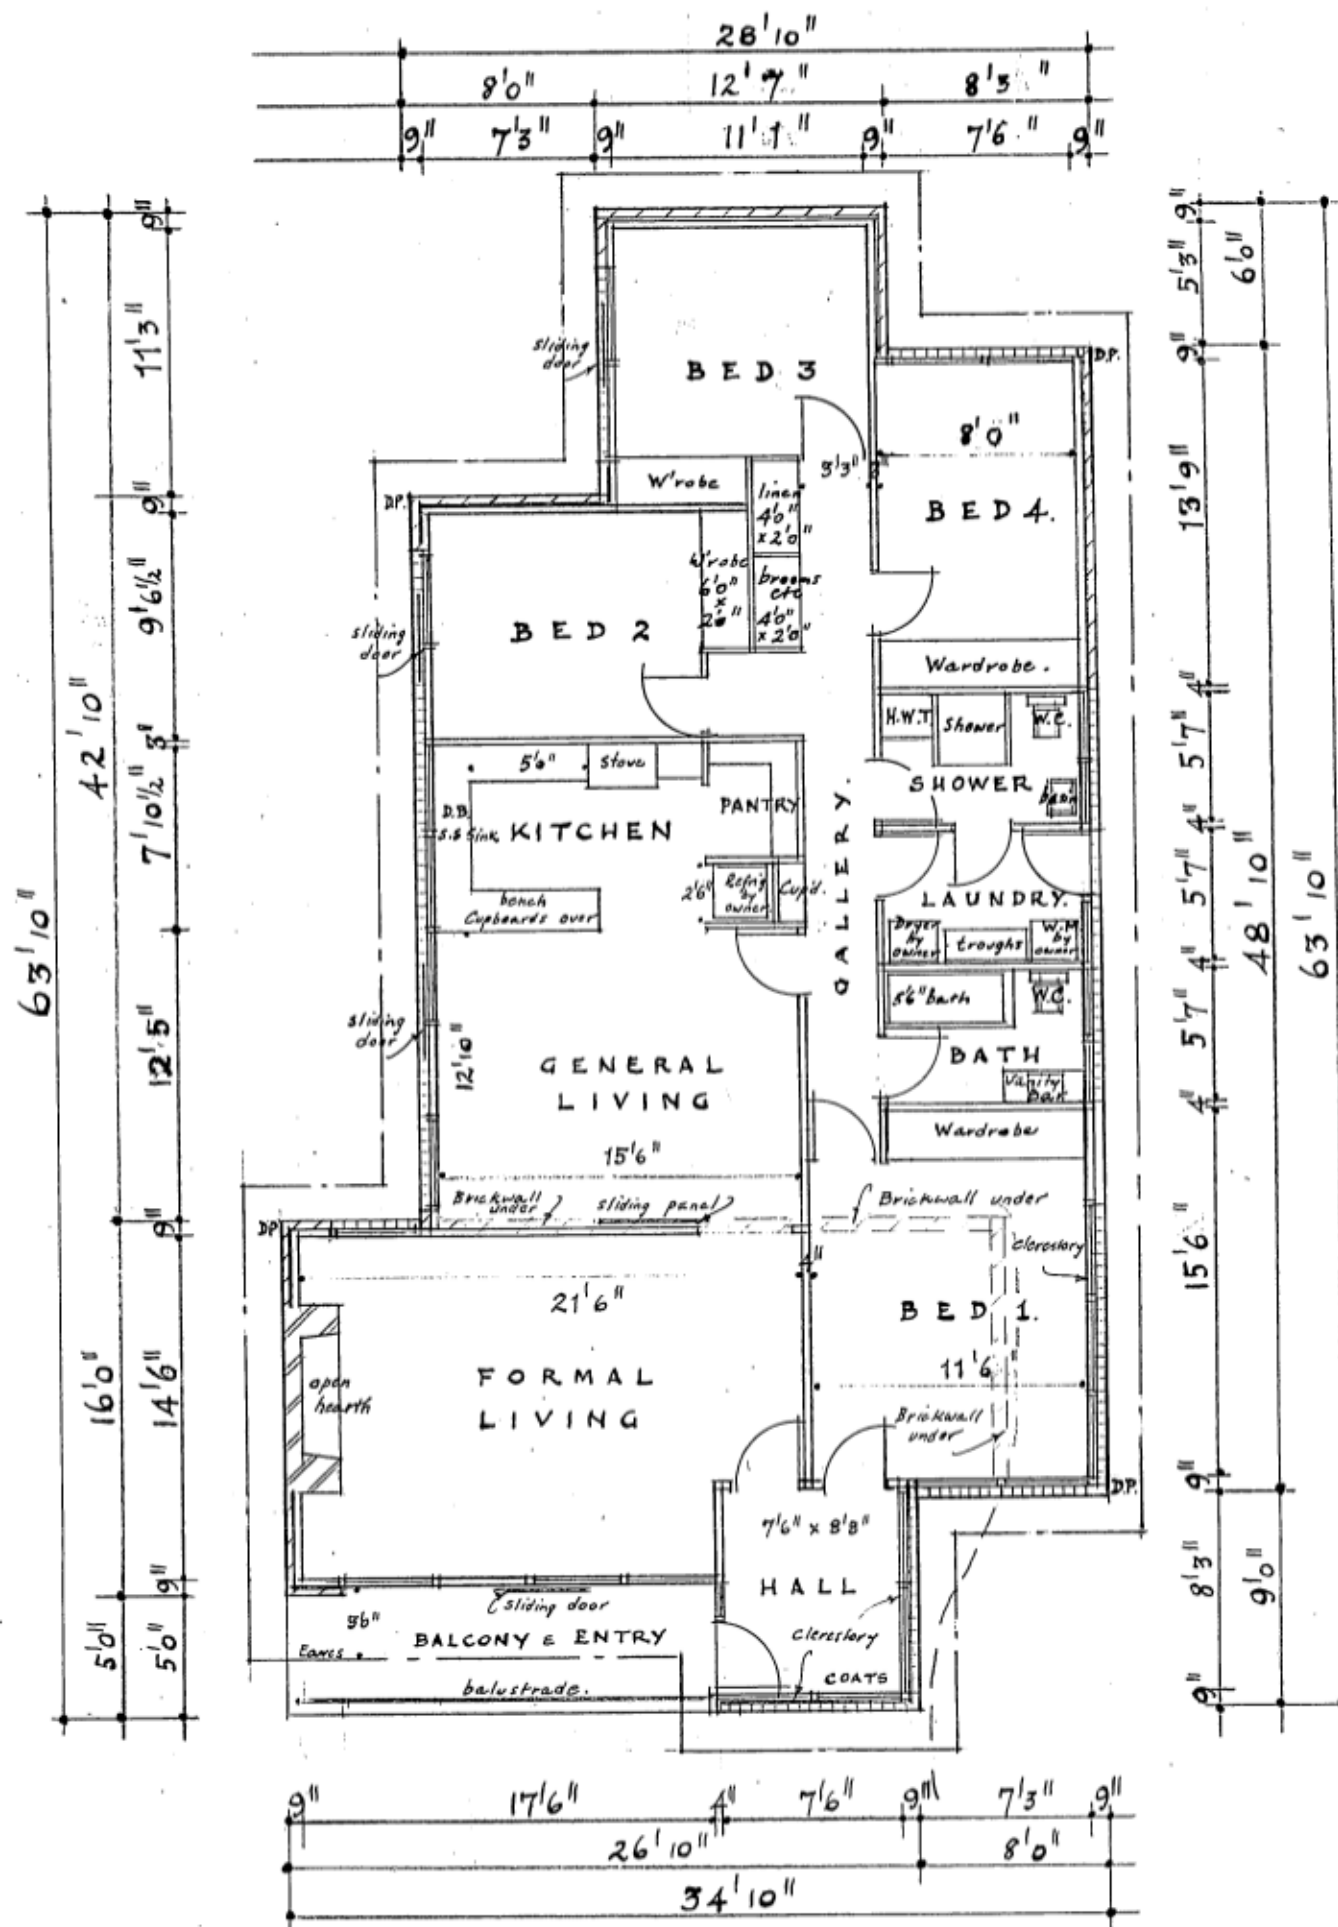 28'10"
8'0" 12'7" 8'3"
9" 7'3" 9" 11'1" 9" 7'6" 9"
9"
11'3"
9"
9'6½"
3"
7'10½"
12'5"
9"
14'6"
9"
5'0"
42'10"
16'0"
5'0"
63'10"
9"
5'3"
9"
13'9"
4"
5'7"
4"
5'7"
4"
5'7"
4"
15'6"
9"
8'3"
9"
6'0"
48'10"
9'0"
63'10"
sliding
door
BED 3
D.P.
8'0"
W'robe
3'3" 3"
D.P.
linen
4'0"
x 2'0"
BED 4.
W'robe
6'0"
x
2'0"
brooms
etc
4'0"
x 2'0"
BED 2
sliding
door
Wardrobe.
H.W.T.
Shower
W.C.
5'0"
Stove
SHOWER
basin
PANTRY
D.B.
S.S Sink
KITCHEN
GALLERY.
2'6"
Refrig
by
owner
Cup'd.
LAUNDRY.
bench
Cupboards over
Dryer
by
owner
troughs
W.M
by
owner
5'6" bath
W.C.
sliding
door
12'10"
BATH
GENERAL
LIVING
Vanity
Bar
Wardrobe
15'6"
Brickwall
under
sliding panel
Brickwall under
D.P.
4"
Clerestory
21'6"
BED 1.
FORMAL
LIVING
open
hearth
11'6
Brickwall
under
D.P.
7'6" x 8'8"
HALL
sliding door
36"
BALCONY & ENTRY
Clerestory
Eaves
COATS
balustrade.
9" 17'6" 4" 7'6" 9" 7'3" 9"
26'10" 8'0"
34'10"